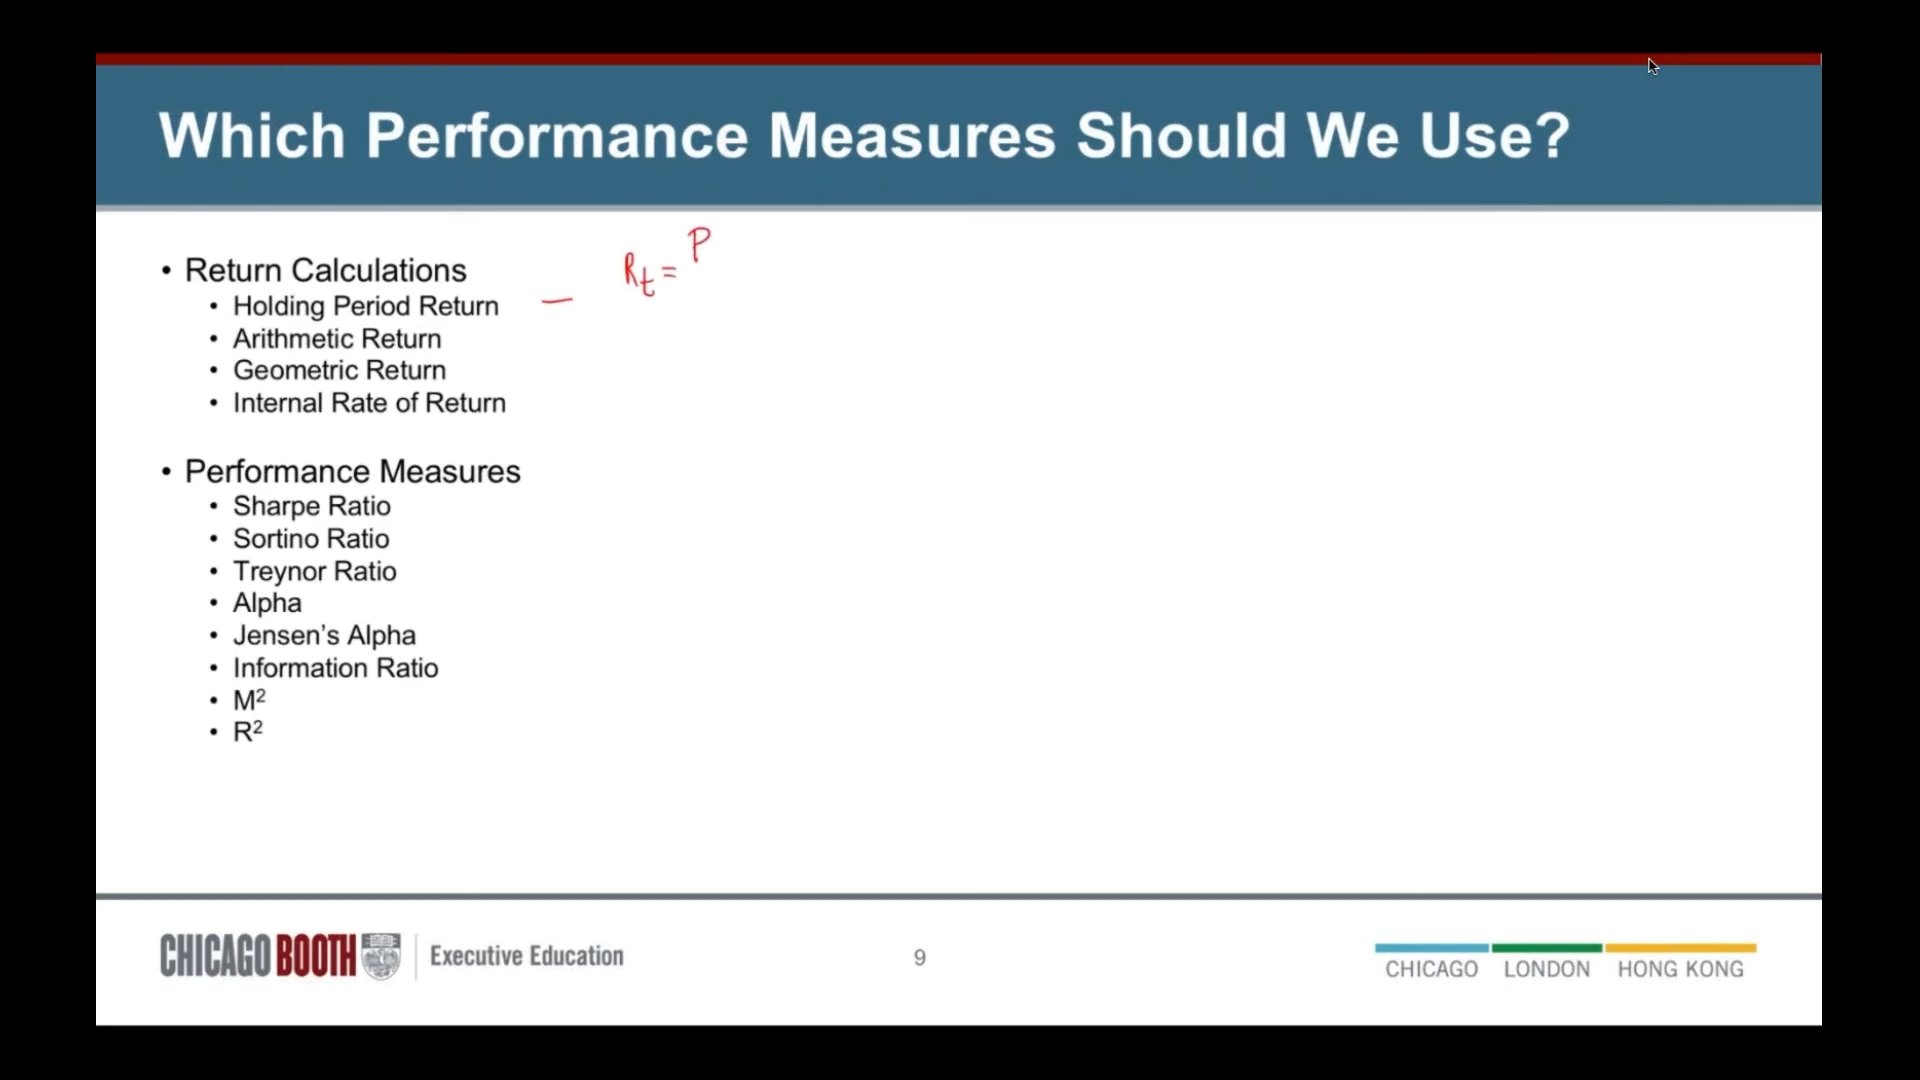 Which Performance Measures Should We Use?
• Return Calculations
• Holding Period Return — Rt = P
• Arithmetic Return
• Geometric Return
• Internal Rate of Return
• Performance Measures
• Sharpe Ratio
• Sortino Ratio
• Treynor Ratio
• Alpha
• Jensen’s Alpha
• Information Ratio
• M²
• R²
CHICAGO BOOTH Executive Education
9
CHICAGO LONDON HONG KONG